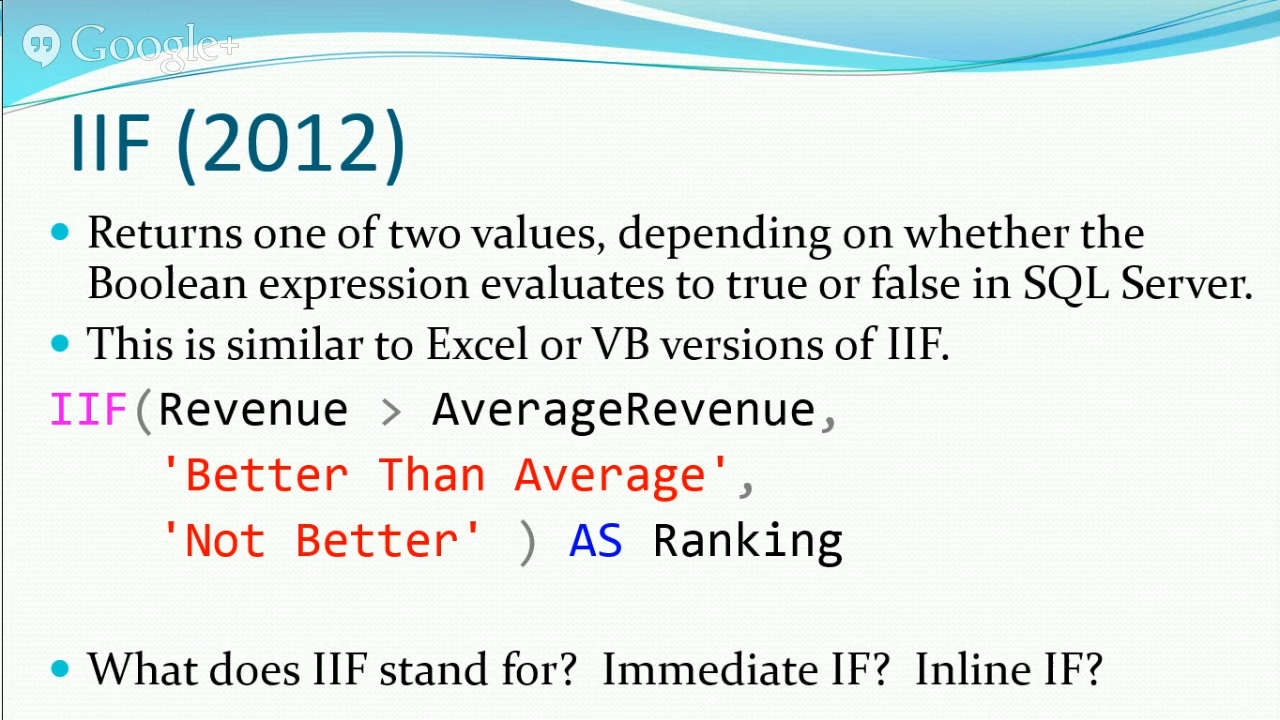 Google+
IIF (2012)
• Returns one of two values, depending on whether the
Boolean expression evaluates to true or false in SQL Server.
• This is similar to Excel or VB versions of IIF.
IIF(Revenue > AverageRevenue,
'Better Than Average',
'Not Better' ) AS Ranking
• What does IIF stand for? Immediate IF? Inline IF?